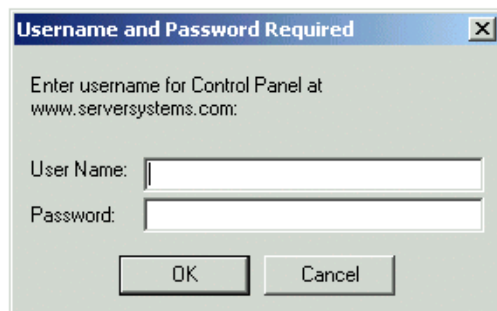 Username and Password Required
Enter username for Control Panel at
www.serversystems.com:
User Name:
Password:
OK
Cancel